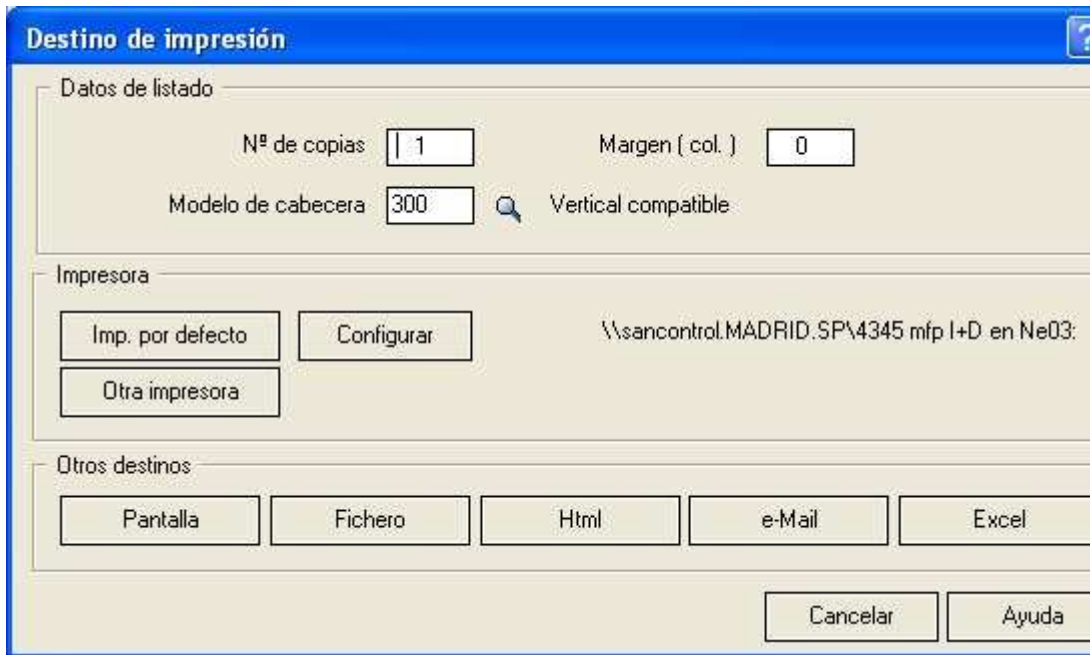 Destino de impresión ?
Datos de listado
Nº de copias 1 Margen ( col. ) 0
Modelo de cabecera 300 Vertical compatible
Impresora
Imp. por defecto Configurar \\sancontrol.MADRID.SP\4345 mfp I+D en Ne03:
Otra impresora
Otros destinos
Pantalla Fichero Html e-Mail Excel
Cancelar Ayuda